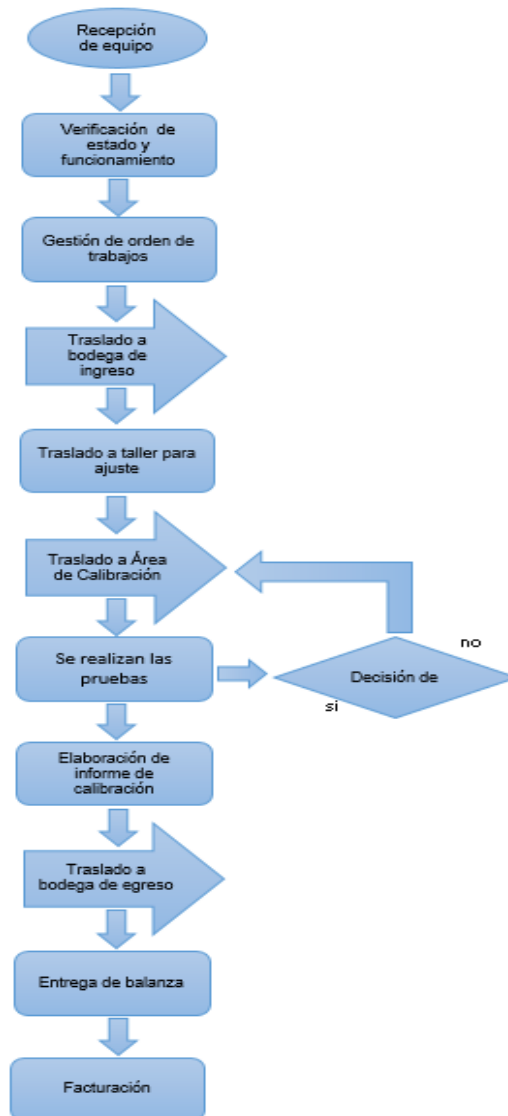 Recepción
de equipo
Verificación de
estado y
funcionamiento
Gestión de orden de
trabajos
Traslado a
bodega de
ingreso
Traslado a taller para
ajuste
Traslado a Área
de Calibración
Se realizan las
pruebas
no
Decisión de
si
Elaboración de
informe de
calibración
Traslado a
bodega de egreso
Entrega de balanza
Facturación